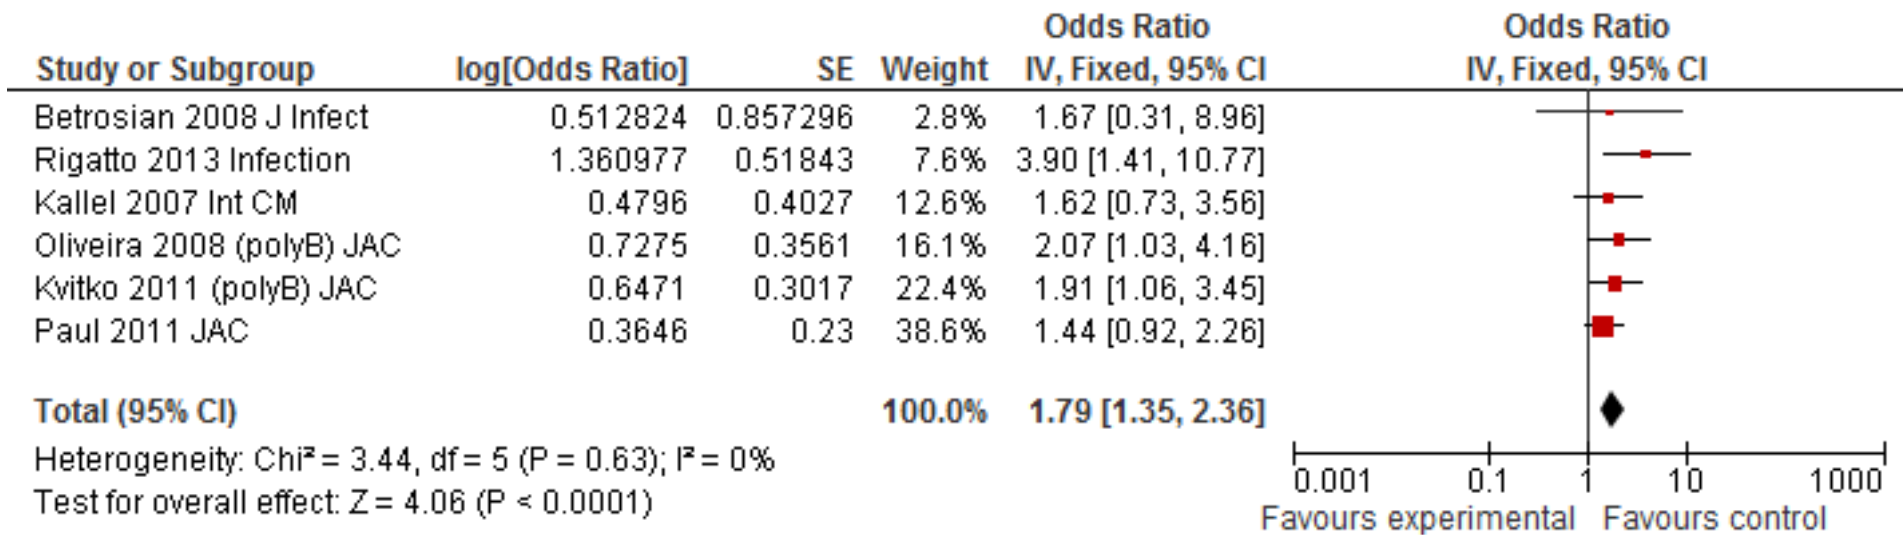 Odds Ratio Odds Ratio
Study or Subgroup log[Odds Ratio] SE Weight IV, Fixed, 95% CI IV, Fixed, 95% CI
Betrosian 2008 J Infect 0.512824 0.857296 2.8% 1.67 [0.31, 8.96]
Rigatto 2013 Infection 1.360977 0.51843 7.6% 3.90 [1.41, 10.77]
Kallel 2007 Int CM 0.4796 0.4027 12.6% 1.62 [0.73, 3.56]
Oliveira 2008 (polyB) JAC 0.7275 0.3561 16.1% 2.07 [1.03, 4.16]
Kvitko 2011 (polyB) JAC 0.6471 0.3017 22.4% 1.91 [1.06, 3.45]
Paul 2011 JAC 0.3646 0.23 38.6% 1.44 [0.92, 2.26]
Total (95% CI) 100.0% 1.79 [1.35, 2.36]
Heterogeneity: Chi² = 3.44, df = 5 (P = 0.63); I² = 0%
Test for overall effect: Z = 4.06 (P < 0.0001)
0.001 0.1 1 10 1000
Favours experimental Favours control